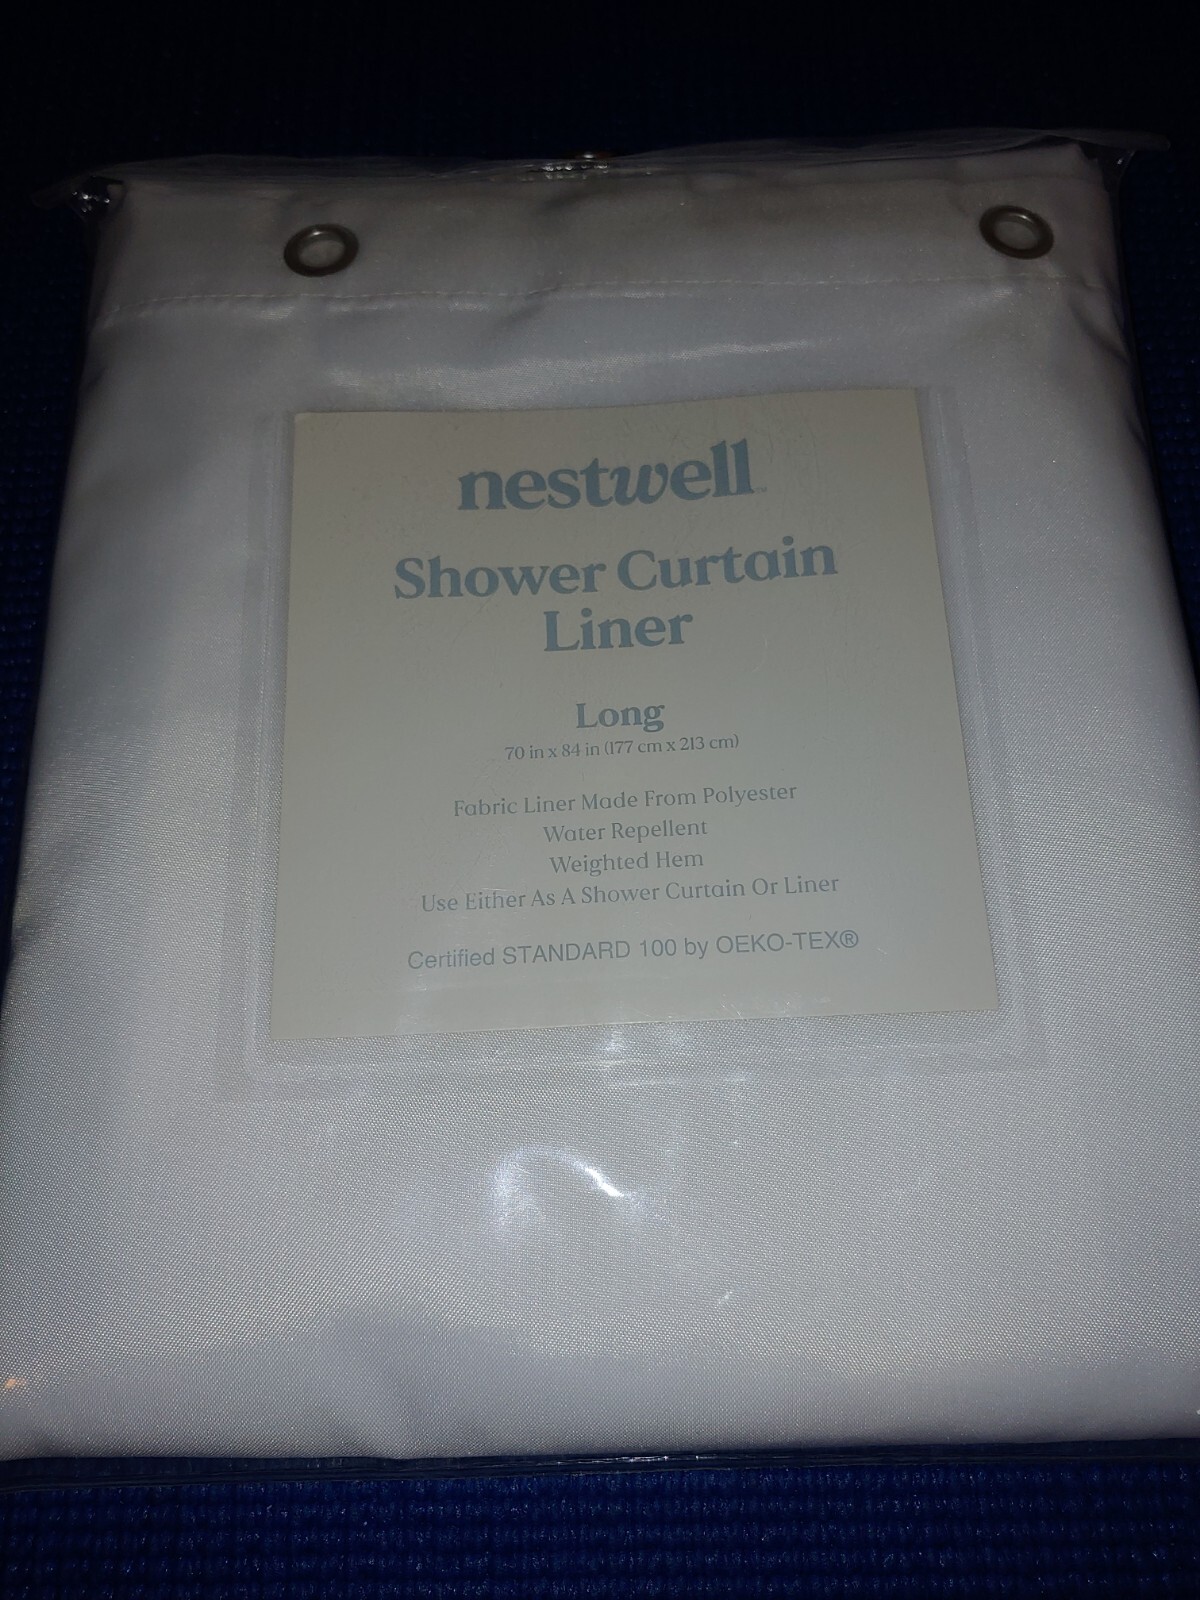 nestwell™
Shower Curtain
Liner
Long
70 in x 84 in (177 cm x 213 cm)
Fabric Liner Made From Polyester
Water Repellent
Weighted Hem
Use Either As A Shower Curtain Or Liner
Certified STANDARD 100 by OEKO-TEX®